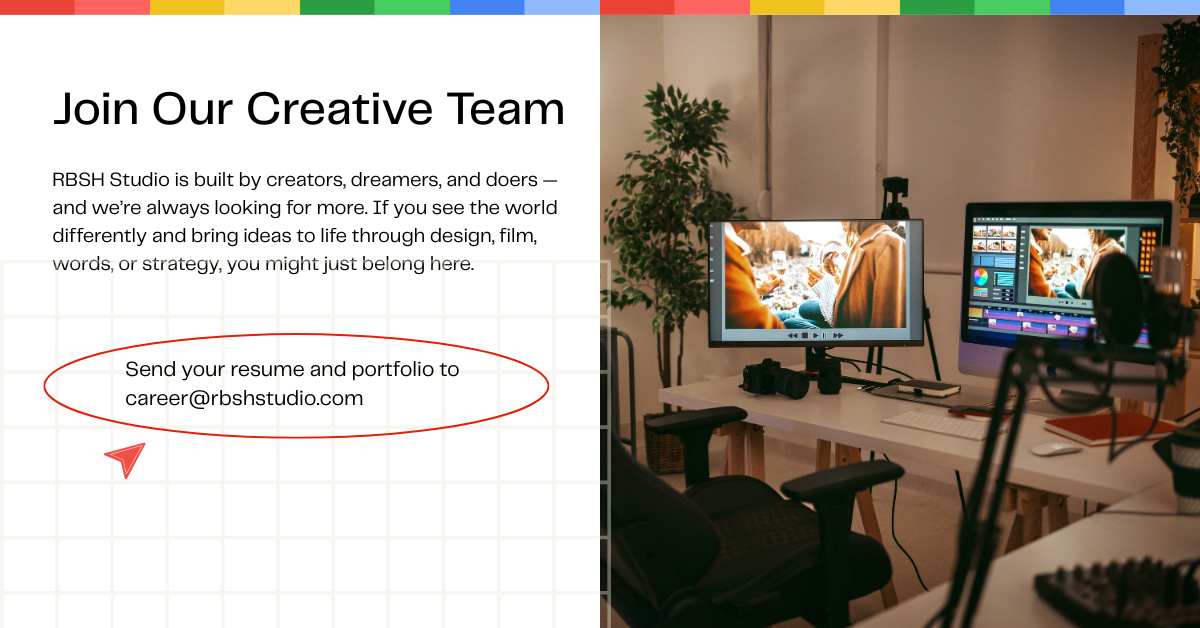 Join Our Creative Team
RBSH Studio is built by creators, dreamers, and doers —
and we’re always looking for more. If you see the world
differently and bring ideas to life through design, film,
words, or strategy, you might just belong here.
Send your resume and portfolio to
career@rbshstudio.com